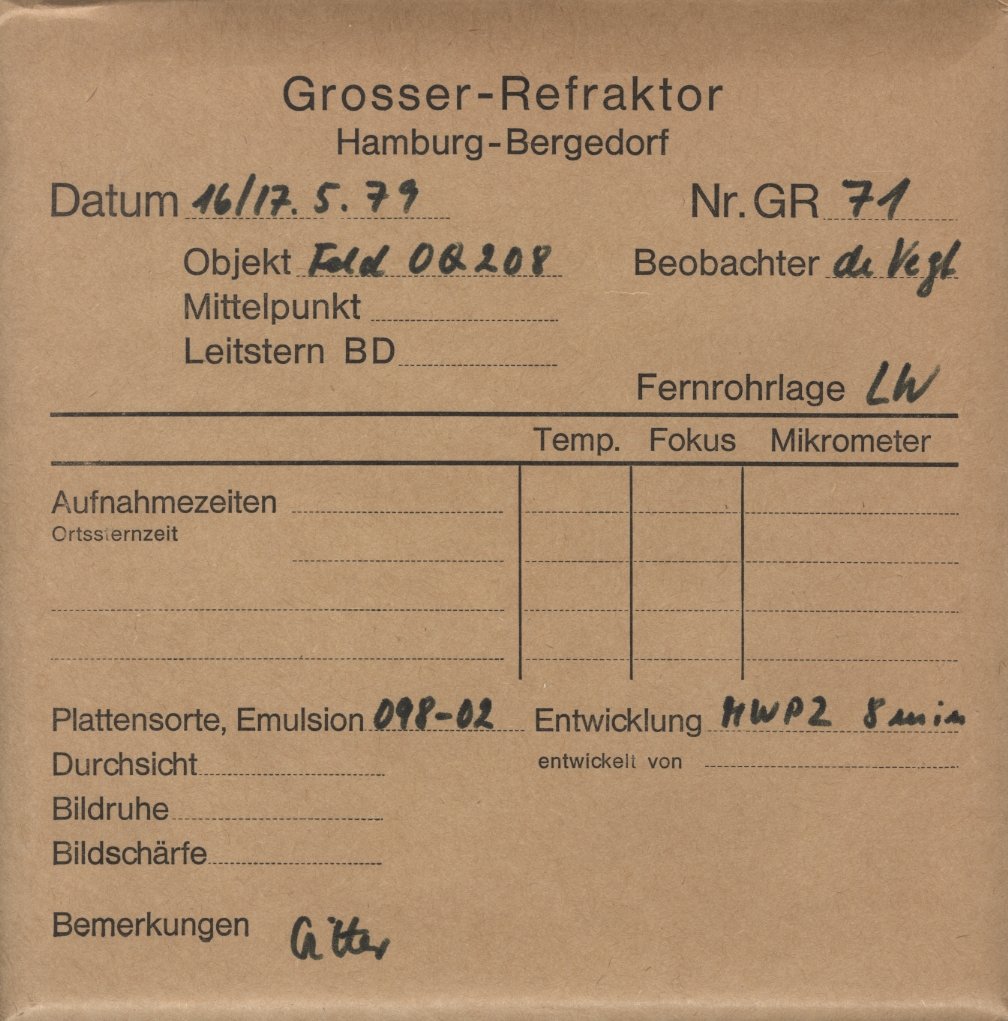 Grosser-Refraktor
Hamburg-Bergedorf
Datum 16/17. 5. 79 Nr. GR 71
Objekt Feld OQ 208 Beobachter de Vegt
Mittelpunkt
Leitstern BD
Fernrohrlage LW
Temp. Fokus Mikrometer
Aufnahmezeiten
Ortssternzeit
Plattensorte, Emulsion 098-02 Entwicklung MWP2 8 min
Durchsicht entwickelt von
Bildruhe
Bildschärfe
Bemerkungen Gitter